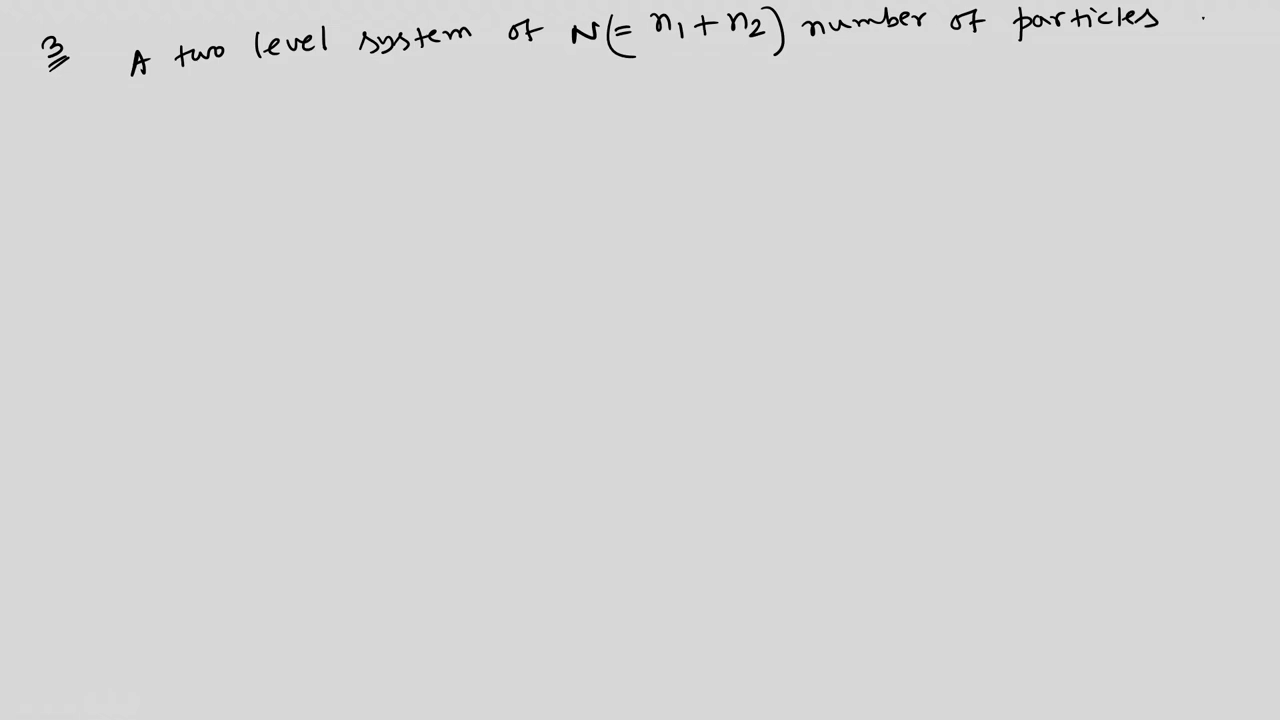 3 A two level system of N(= n₁ + n₂) number of particles